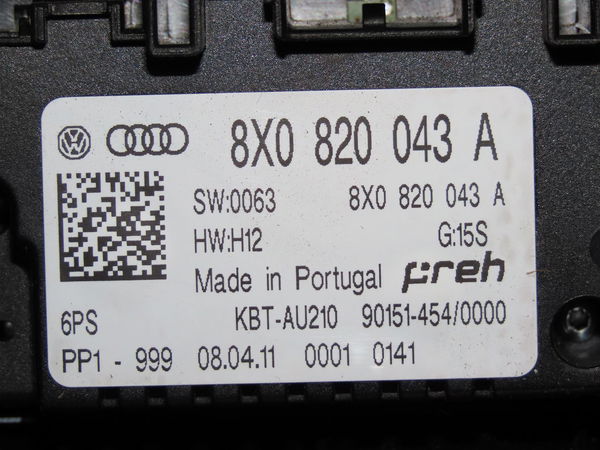 8X0 820 043 A
SW:0063 8X0 820 043 A
HW:H12 G:15S
Made in Portugal preh
6PS KBT-AU210 90151-454/0000
PP1 - 999 08.04.11 0001 0141